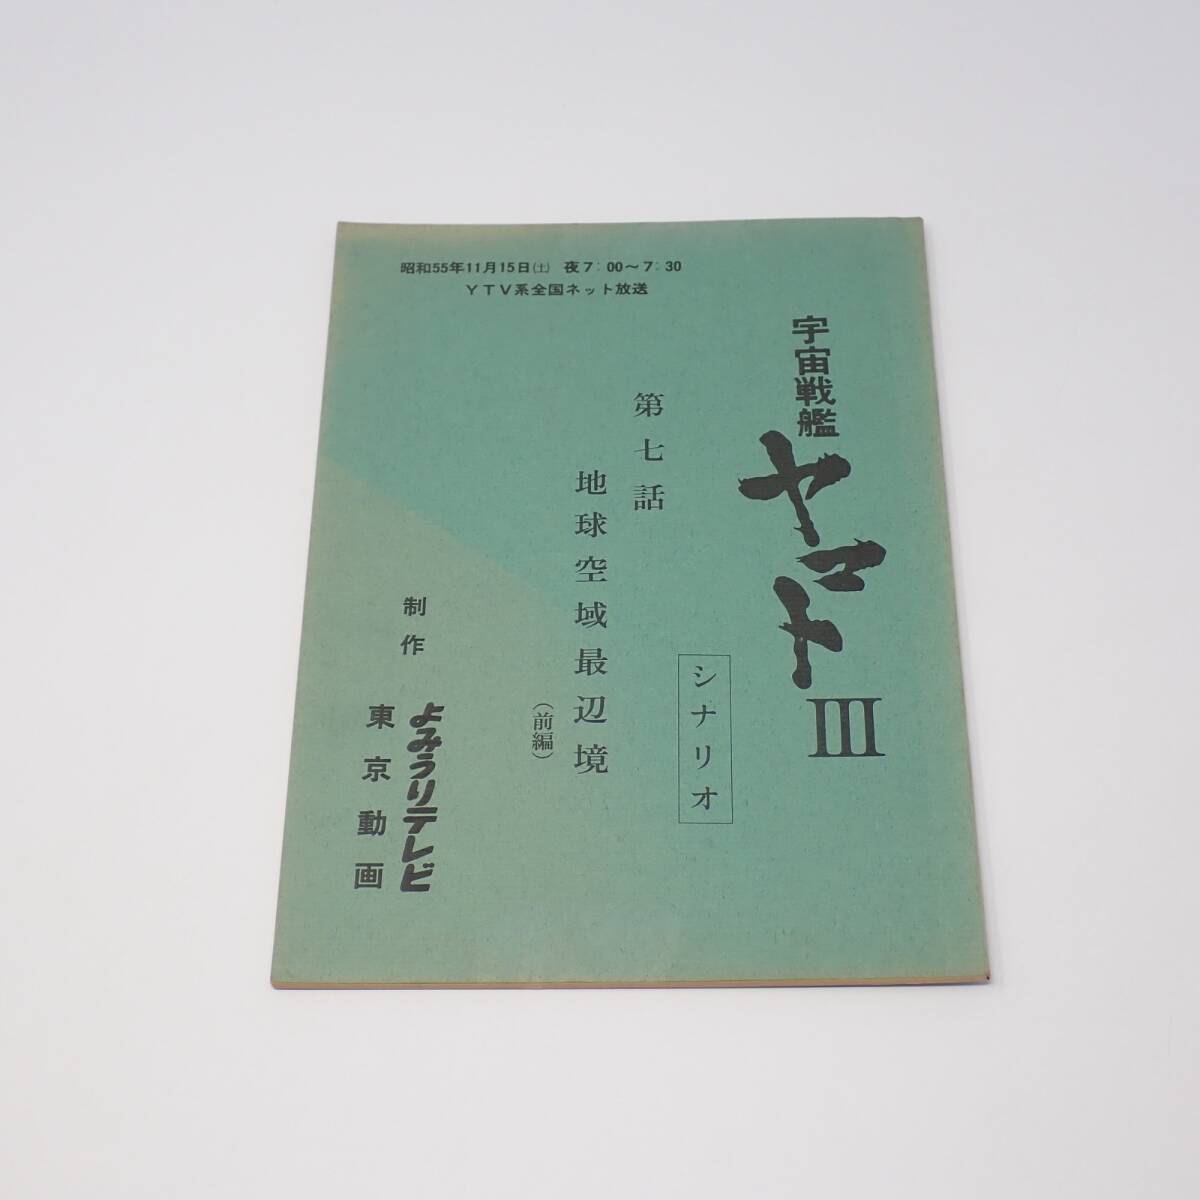 昭和55年11月15日㈯ 夜7:00～7:30
YTV系全国ネット放送
宇宙戦艦
ヤマト
III
シナリオ
第七話
地球空域最辺境
(前編)
制作
よみうりテレビ
東京動画